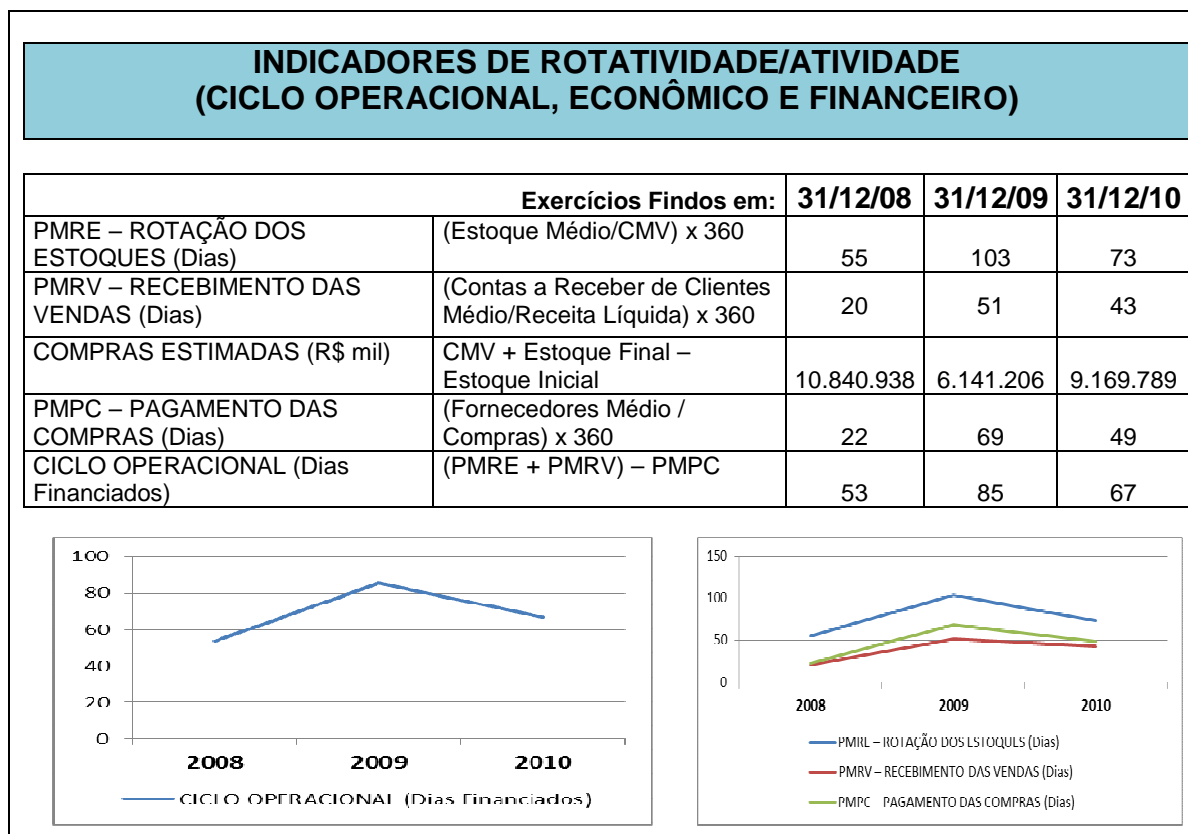 INDICADORES DE ROTATIVIDADE/ATIVIDADE
(CICLO OPERACIONAL, ECONÔMICO E FINANCEIRO)
Exercícios Findos em: 31/12/08 31/12/09 31/12/10
PMRE – ROTAÇÃO DOS
ESTOQUES (Dias)
(Estoque Médio/CMV) x 360
55 103 73
PMRV – RECEBIMENTO DAS
VENDAS (Dias)
(Contas a Receber de Clientes
Médio/Receita Líquida) x 360
20 51 43
COMPRAS ESTIMADAS (R$ mil)
CMV + Estoque Final –
Estoque Inicial
10.840.938 6.141.206 9.169.789
PMPC – PAGAMENTO DAS
COMPRAS (Dias)
(Fornecedores Médio /
Compras) x 360
22 69 49
CICLO OPERACIONAL (Dias
Financiados)
(PMRE + PMRV) – PMPC
53 85 67
100
80
60
40
20
0
2008 2009 2010
CICLO OPERACIONAL (Dias Financiados)
150
100
50
0
2008 2009 2010
PMRE – ROTAÇÃO DOS ESTOQUES (Dias)
PMRV – RECEBIMENTO DAS VENDAS (Dias)
PMPC PAGAMENTO DAS COMPRAS (Dias)